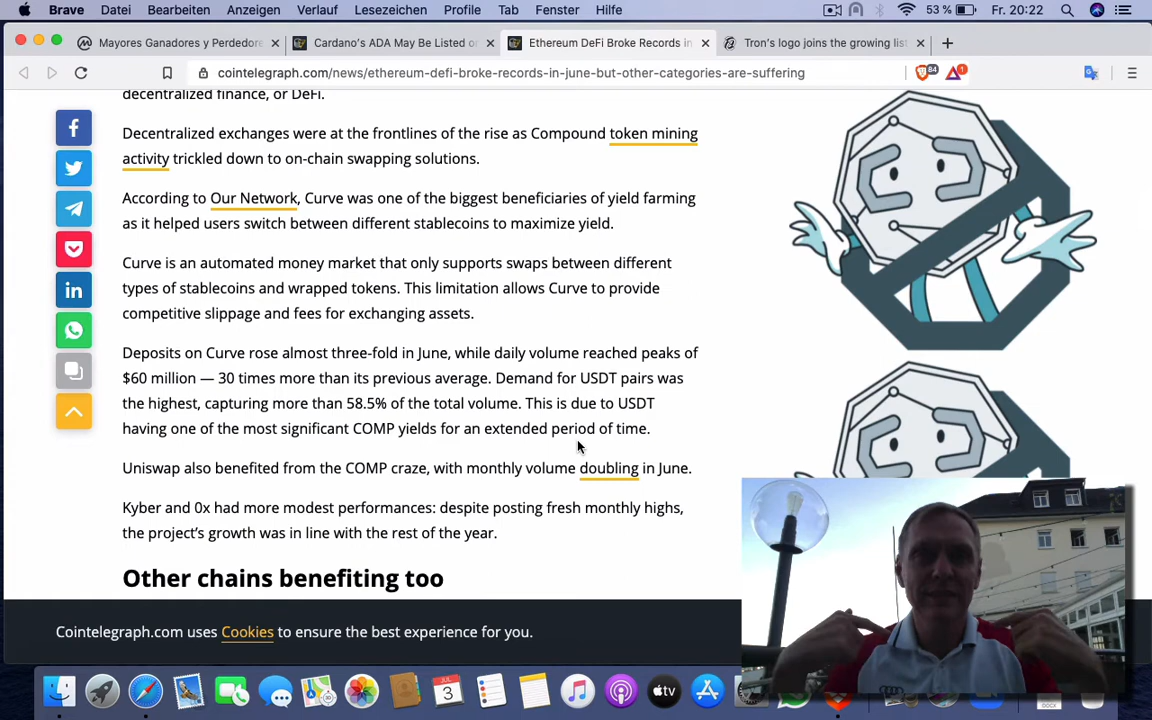 Brave Datei Bearbeiten Anzeigen Verlauf Lesezeichen Profile Tab Fenster Hilfe 53 % Fr. 20:22
Mayores Ganadores y Perdedore Cardano's ADA May Be Listed or Ethereum DeFi Broke Records in Tron's logo joins the growing list
cointelegraph.com/news/ethereum-defi-broke-records-in-june-but-other-categories-are-suffering 84 1
decentralized finance, or DeFi.
Decentralized exchanges were at the frontlines of the rise as Compound token mining
activity trickled down to on-chain swapping solutions.
According to Our Network, Curve was one of the biggest beneficiaries of yield farming
as it helped users switch between different stablecoins to maximize yield.
Curve is an automated money market that only supports swaps between different
types of stablecoins and wrapped tokens. This limitation allows Curve to provide
competitive slippage and fees for exchanging assets.
Deposits on Curve rose almost three-fold in June, while daily volume reached peaks of
$60 million — 30 times more than its previous average. Demand for USDT pairs was
the highest, capturing more than 58.5% of the total volume. This is due to USDT
having one of the most significant COMP yields for an extended period of time.
Uniswap also benefited from the COMP craze, with monthly volume doubling in June.
Kyber and 0x had more modest performances: despite posting fresh monthly highs,
the project's growth was in line with the rest of the year.
Other chains benefiting too
Cointelegraph.com uses Cookies to ensure the best experience for you.
JUL
3
tv
DOCX